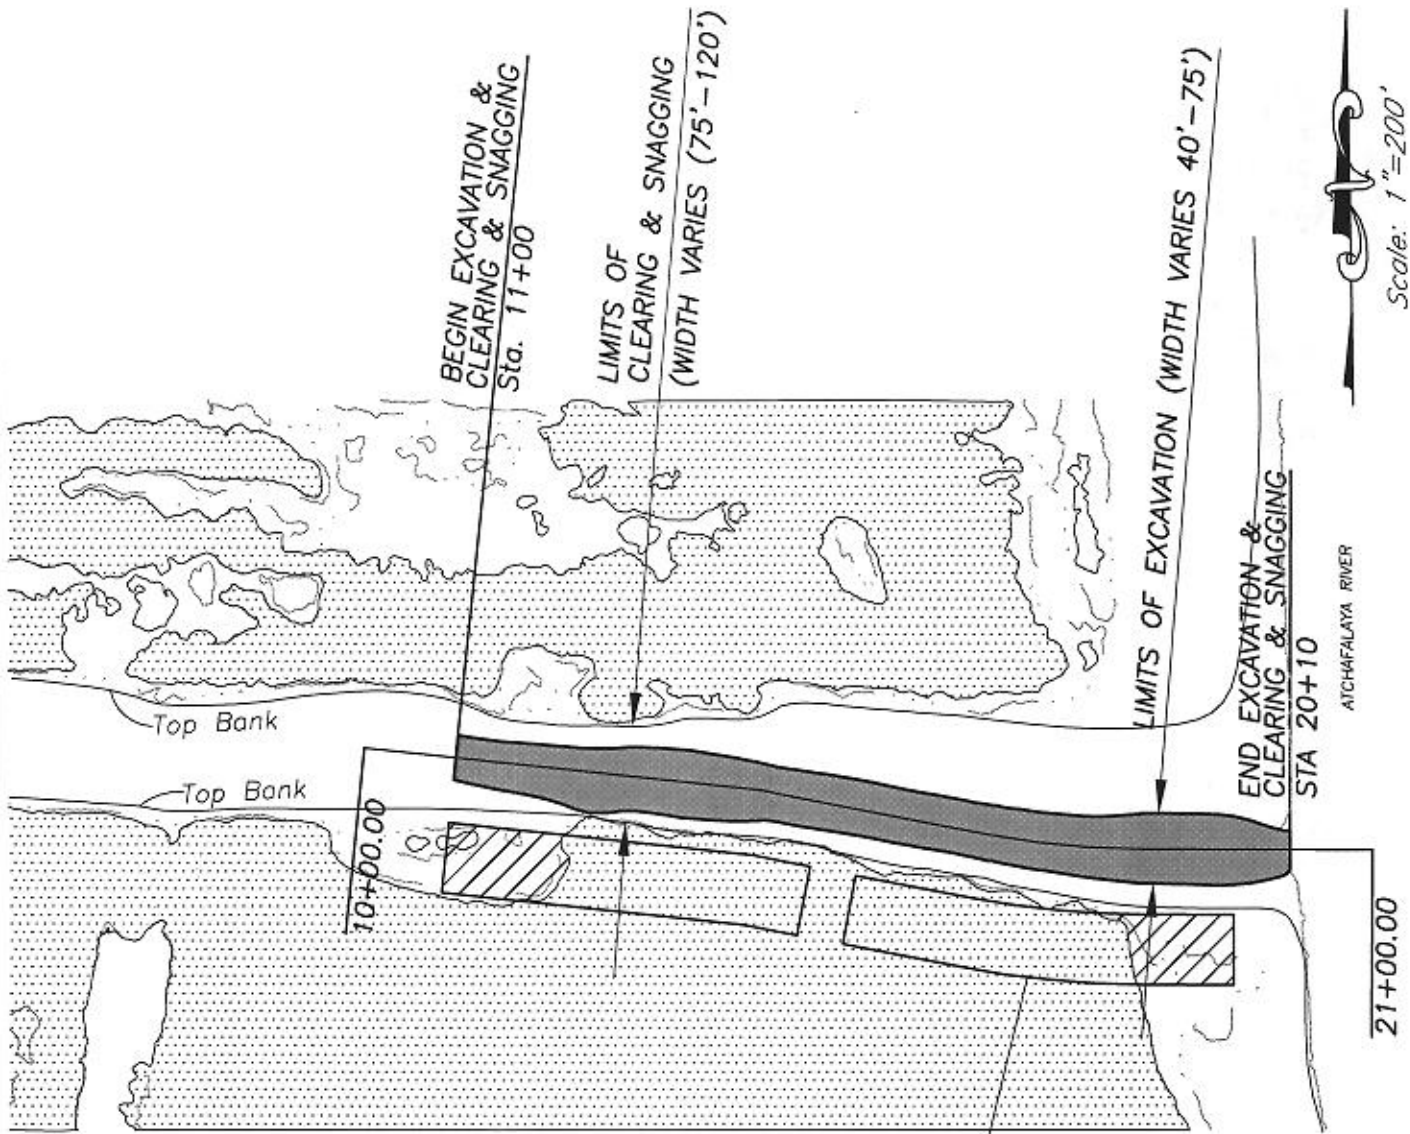 BEGIN EXCAVATION &
CLEARING & SNAGGING
Sta. 11+00
LIMITS OF
CLEARING & SNAGGING
(WIDTH VARIES (75'-120')
LIMITS OF EXCAVATION (WIDTH VARIES 40'-75')
END EXCAVATION &
CLEARING & SNAGGING
STA 20+10
ATCHAFALAYA RIVER
Scale: 1"=200'
Top Bank
Top Bank
10+00.00
21+00.00